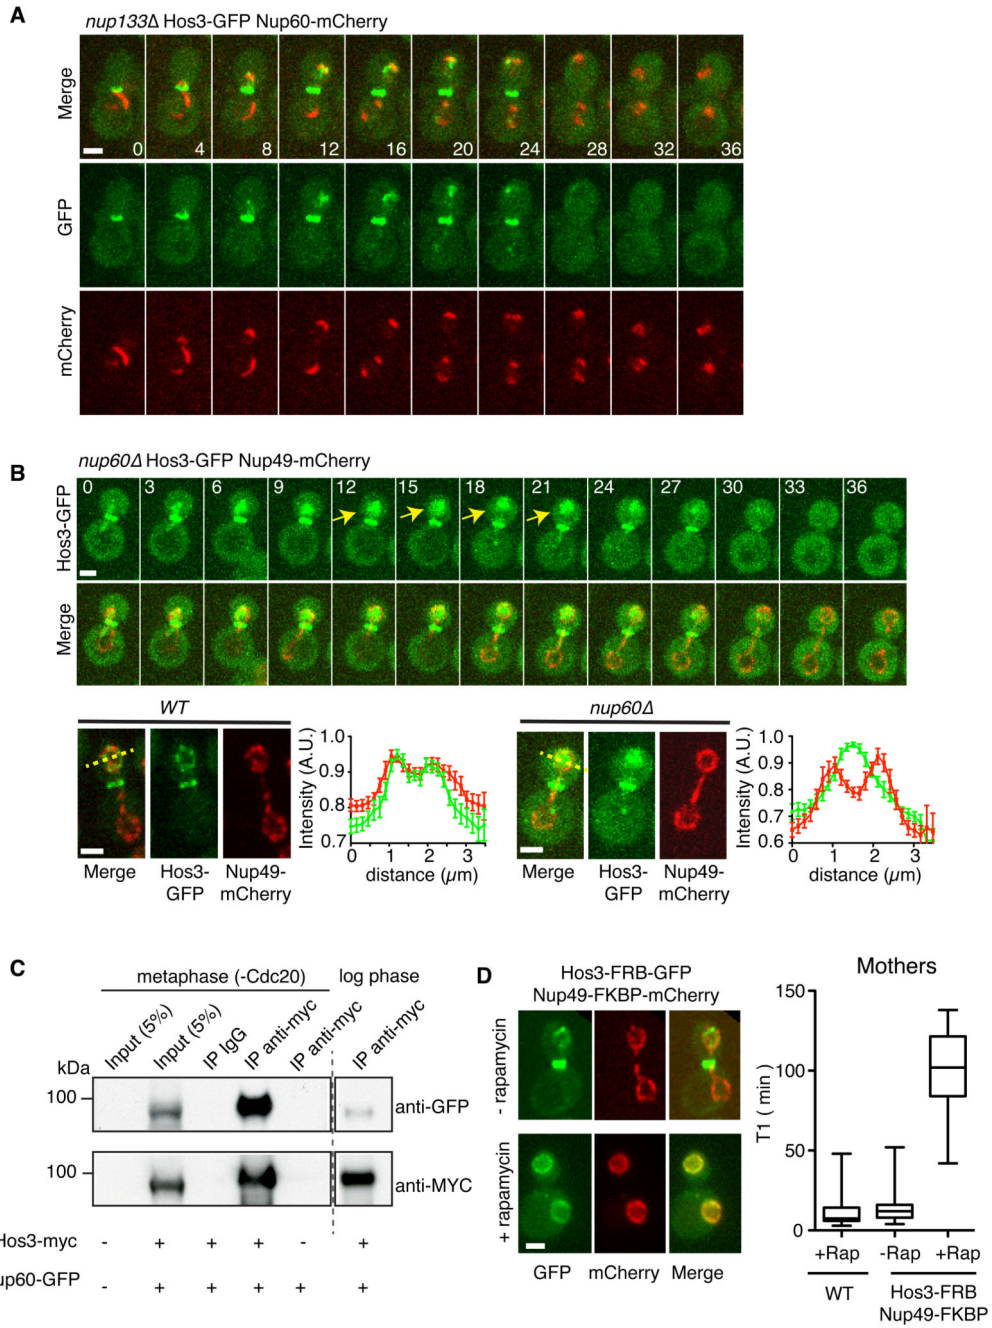 A
nup133Δ Hos3-GFP Nup60-mCherry
Merge
0 4 8 12 16 20 24 28 32 36
GFP
mCherry
B
nup60Δ Hos3-GFP Nup49-mCherry
Hos3-GFP
0 3 6 9 12 15 18 21 24 27 30 33 36
Merge
WT
Merge
Hos3-
GFP
Nup49-
mCherry
Intensity (A.U.)
1.0
0.9
0.8
0.7
0 1 2 3
distance (µm)
nup60Δ
Merge
Hos3-
GFP
Nup49-
mCherry
Intensity (A.U.)
1.0
0.9
0.8
0.7
0.6
0 1 2 3
distance (µm)
C
metaphase (-Cdc20)
log phase
Input (5%)
Input (5%)
IP IgG
IP anti-myc
IP anti-myc
IP anti-myc
kDa
100
anti-GFP
100
anti-MYC
Hos3-myc - + + + - +
up60-GFP - + + + + +
D
Hos3-FRB-GFP
Nup49-FKBP-mCherry
- rapamycin
+ rapamycin
GFP mCherry Merge
Mothers
T1 ( min )
150
100
50
0
+Rap -Rap +Rap
WT
Hos3-FRB
Nup49-FKBP